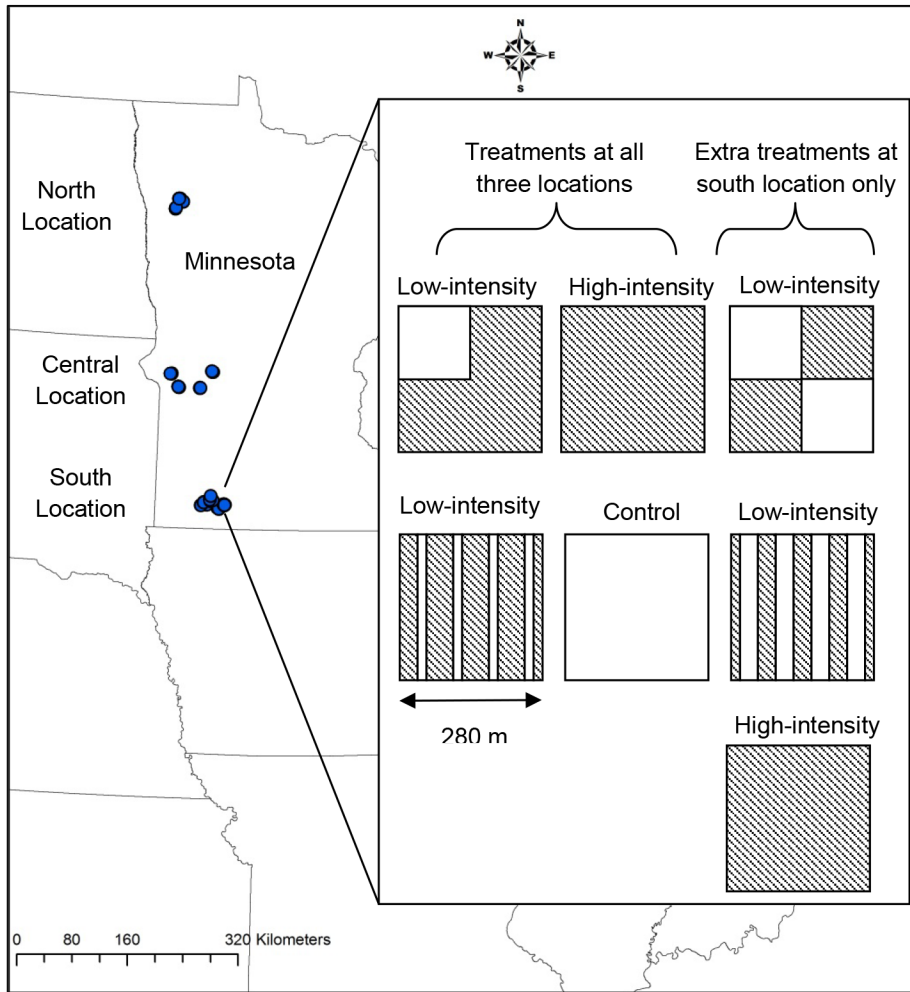 N
W E
S
North
Location
Minnesota
Central
Location
South
Location
Treatments at all
three locations
Extra treatments at
south location only
Low-intensity
High-intensity
Low-intensity
Low-intensity
Control
Low-intensity
280 m
High-intensity
0 80 160 320 Kilometers